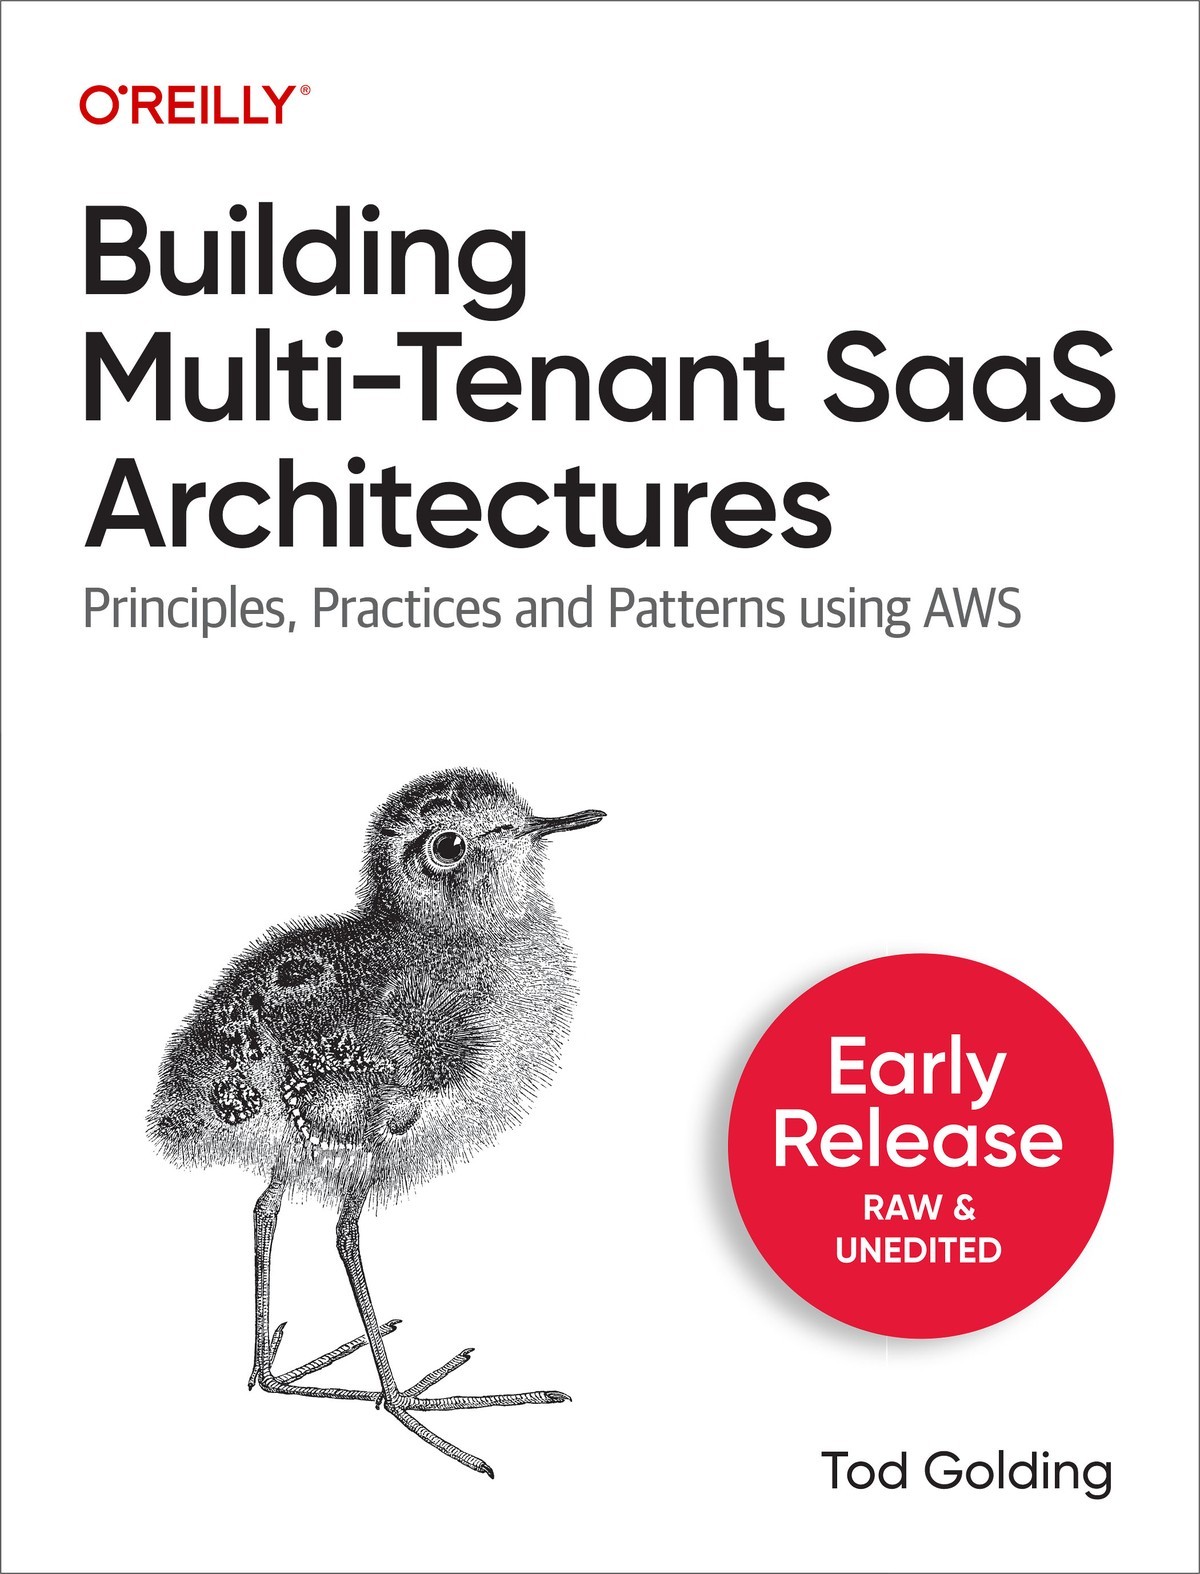 O'REILLY®
Building
Multi-Tenant SaaS
Architectures
Principles, Practices and Patterns using AWS
Early
Release
RAW &
UNEDITED
Tod Golding